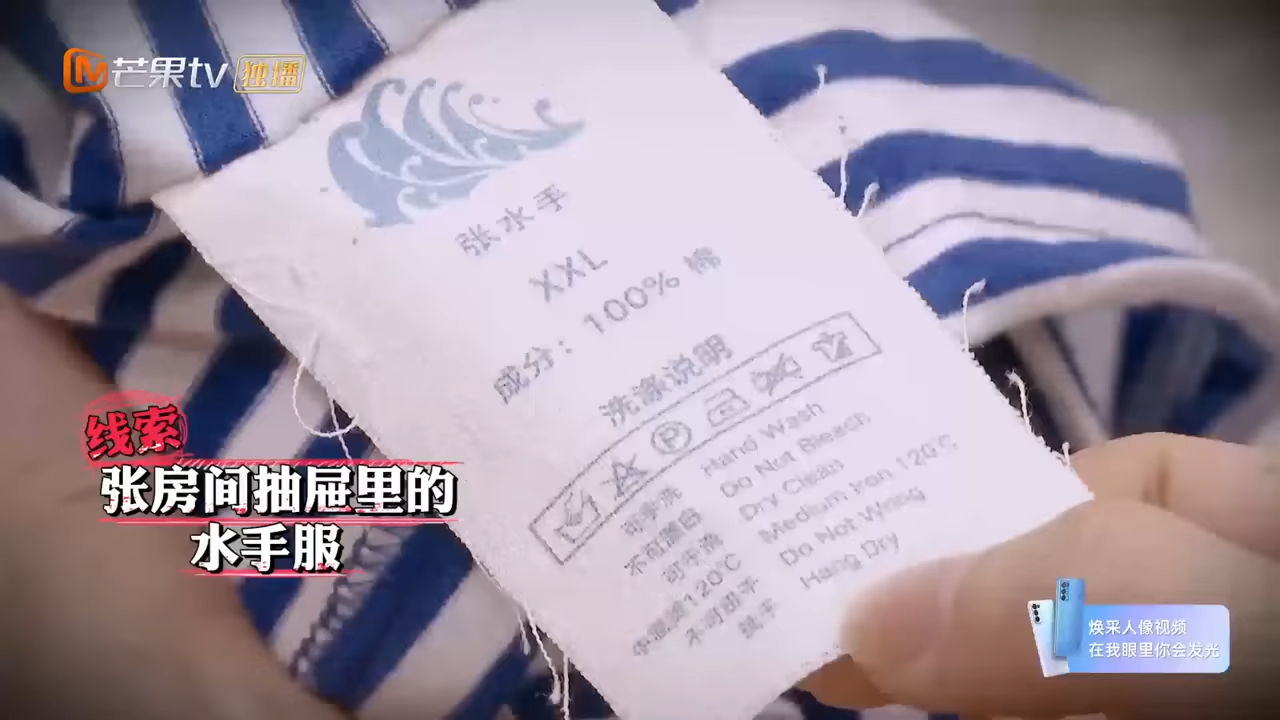 芒果tv 独播
张水手
XXL
成分：100% 棉
洗涤说明
P
可手洗 Hand Wash
不可漂白 Do Not Bleach
可干洗 Dry Clean
中温烫120℃ Medium Iron 120℃
不可即手 Do Not Wring
挂干 Hang Dry
线索
张房间抽屉里的
水手服
焕采人像视频
在我眼里你会发光